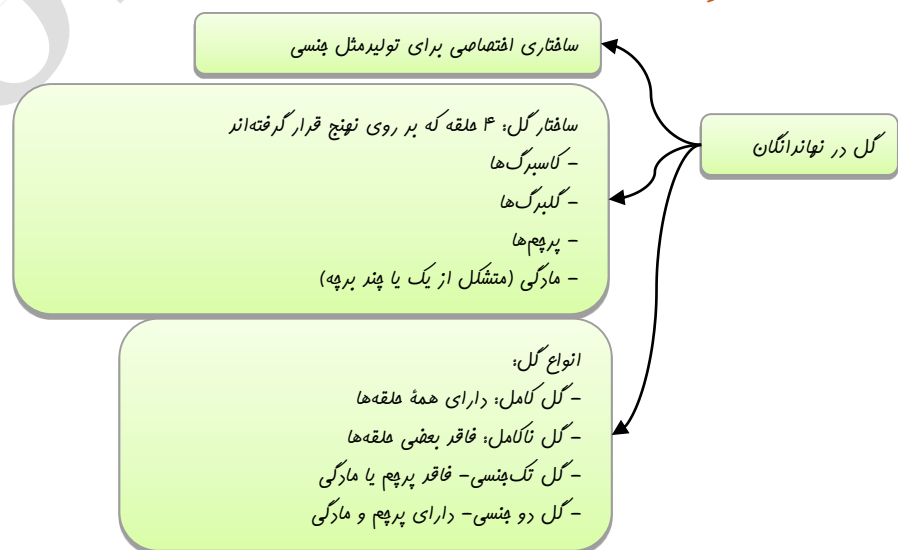 گل در نهاندانگان
ساختاری اختصاصی برای تولیدمثل جنسی
ساختار گل: ۴ حلقه که بر روی نهنج قرار گرفته‌اند
– کاسبرگ‌ها
– گلبرگ‌ها
– پرچم‌ها
– مادگی (متشکل از یک یا چند برچه)
انواع گل:
– گل کامل: دارای همهٔ حلقه‌ها
– گل ناکامل: فاقد بعضی حلقه‌ها
– گل تک‌جنسی– فاقد پرچم یا مادگی
– گل دو جنسی– دارای پرچم و مادگی